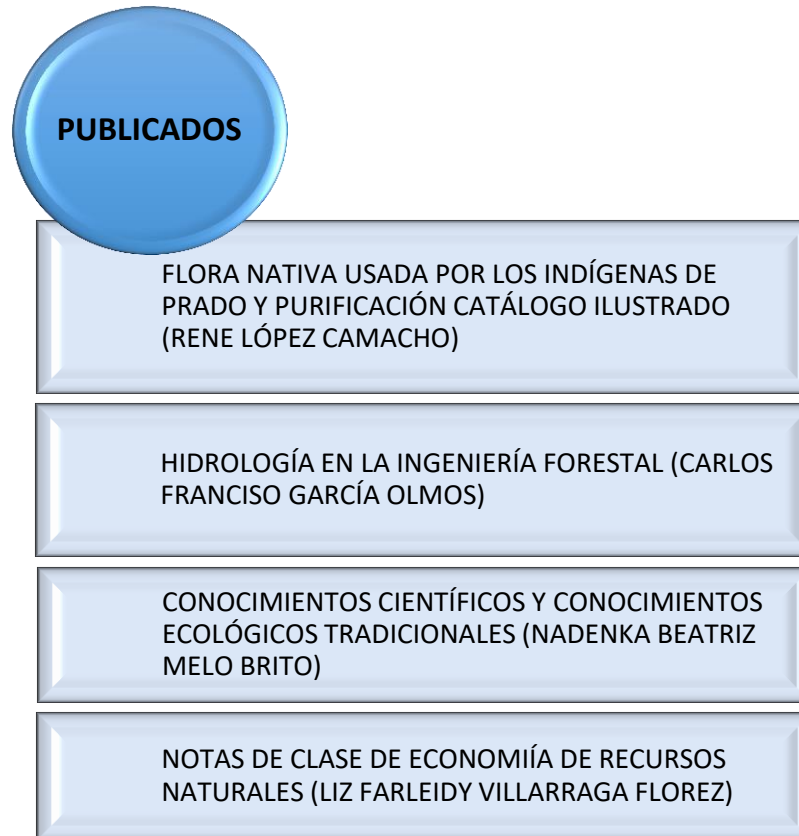 PUBLICADOS
FLORA NATIVA USADA POR LOS INDÍGENAS DE
PRADO Y PURIFICACIÓN CATÁLOGO ILUSTRADO
(RENE LÓPEZ CAMACHO)
HIDROLOGÍA EN LA INGENIERÍA FORESTAL (CARLOS
FRANCISO GARCÍA OLMOS)
CONOCIMIENTOS CIENTÍFICOS Y CONOCIMIENTOS
ECOLÓGICOS TRADICIONALES (NADENKA BEATRIZ
MELO BRITO)
NOTAS DE CLASE DE ECONOMIÍA DE RECURSOS
NATURALES (LIZ FARLEIDY VILLARRAGA FLOREZ)